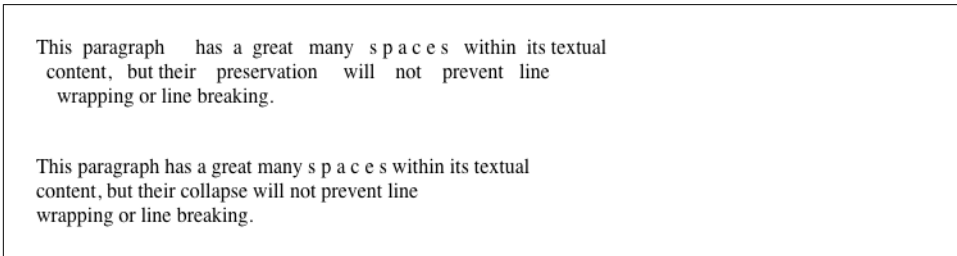 This  paragraph     has  a  great   many   s p a c e s   within  its textual
  content,   but their    preservation     will    not    prevent   line
    wrapping or line breaking.
This paragraph has a great many s p a c e s within its textual
content, but their collapse will not prevent line
wrapping or line breaking.